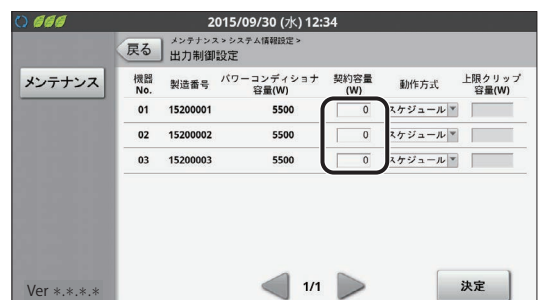 2015/09/30 (水) 12:34
戻る
メンテナンス＞システム情報設定＞
出力制御設定
メンテナンス
機器 No. 製造番号 パワーコンディショナ 容量(W) 契約容量 (W) 動作方式 上限クリップ 容量(W)
01 15200001 5500 0 スケジュール
02 15200002 5500 0 スケジュール
03 15200003 5500 0 スケジュール
1/1
決定
Ver *.*.*.*